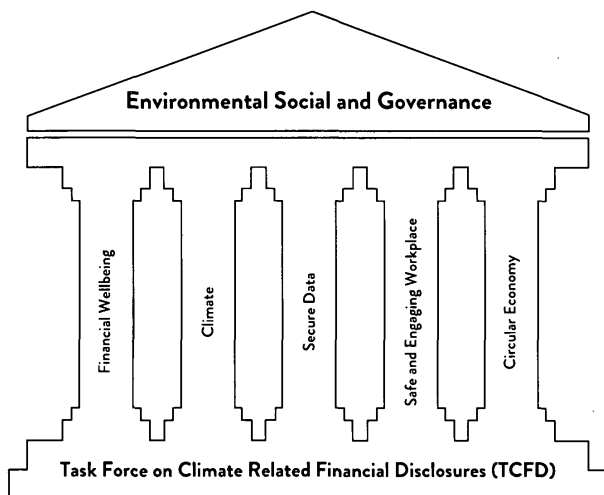 Environmental Social and Governance
Financial Wellbeing
Climate
Secure Data
Safe and Engaging Workplace
Circular Economy
Task Force on Climate Related Financial Disclosures (TCFD)